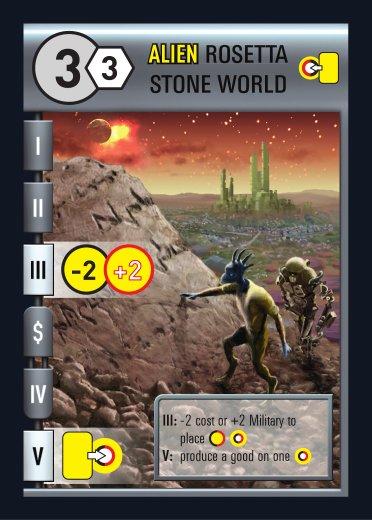 3 3 ALIEN ROSETTA
STONE WORLD
I
II
III -2 +2
$
IV
V
III: -2 cost or +2 Military to
place
V: produce a good on one